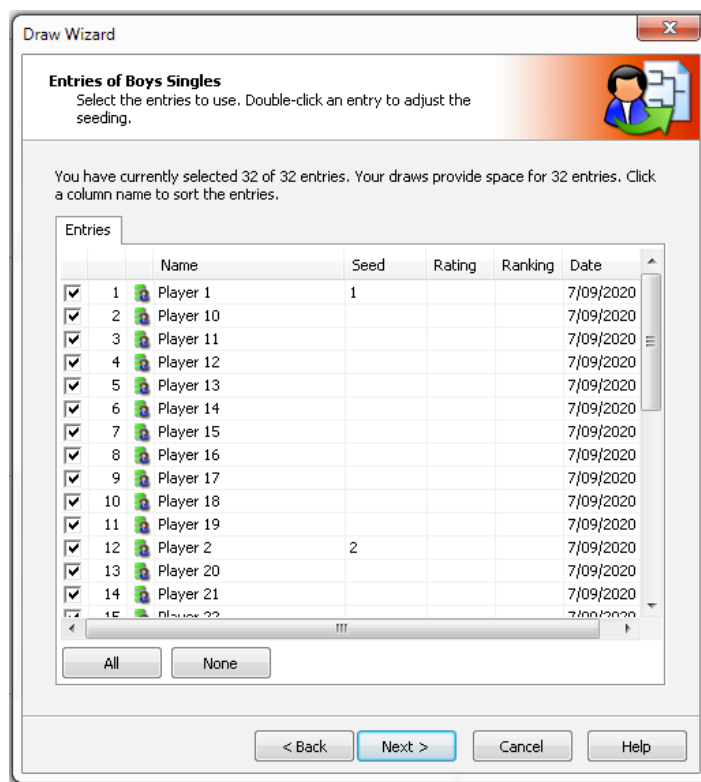 Draw Wizard
Entries of Boys Singles
Select the entries to use. Double-click an entry to adjust the
seeding.
You have currently selected 32 of 32 entries. Your draws provide space for 32 entries. Click
a column name to sort the entries.
Entries
Name Seed Rating Ranking Date
1 Player 1 1 7/09/2020
2 Player 10 7/09/2020
3 Player 11 7/09/2020
4 Player 12 7/09/2020
5 Player 13 7/09/2020
6 Player 14 7/09/2020
7 Player 15 7/09/2020
8 Player 16 7/09/2020
9 Player 17 7/09/2020
10 Player 18 7/09/2020
11 Player 19 7/09/2020
12 Player 2 2 7/09/2020
13 Player 20 7/09/2020
14 Player 21 7/09/2020
15 Player 22 7/09/2020
All None
< Back Next > Cancel Help